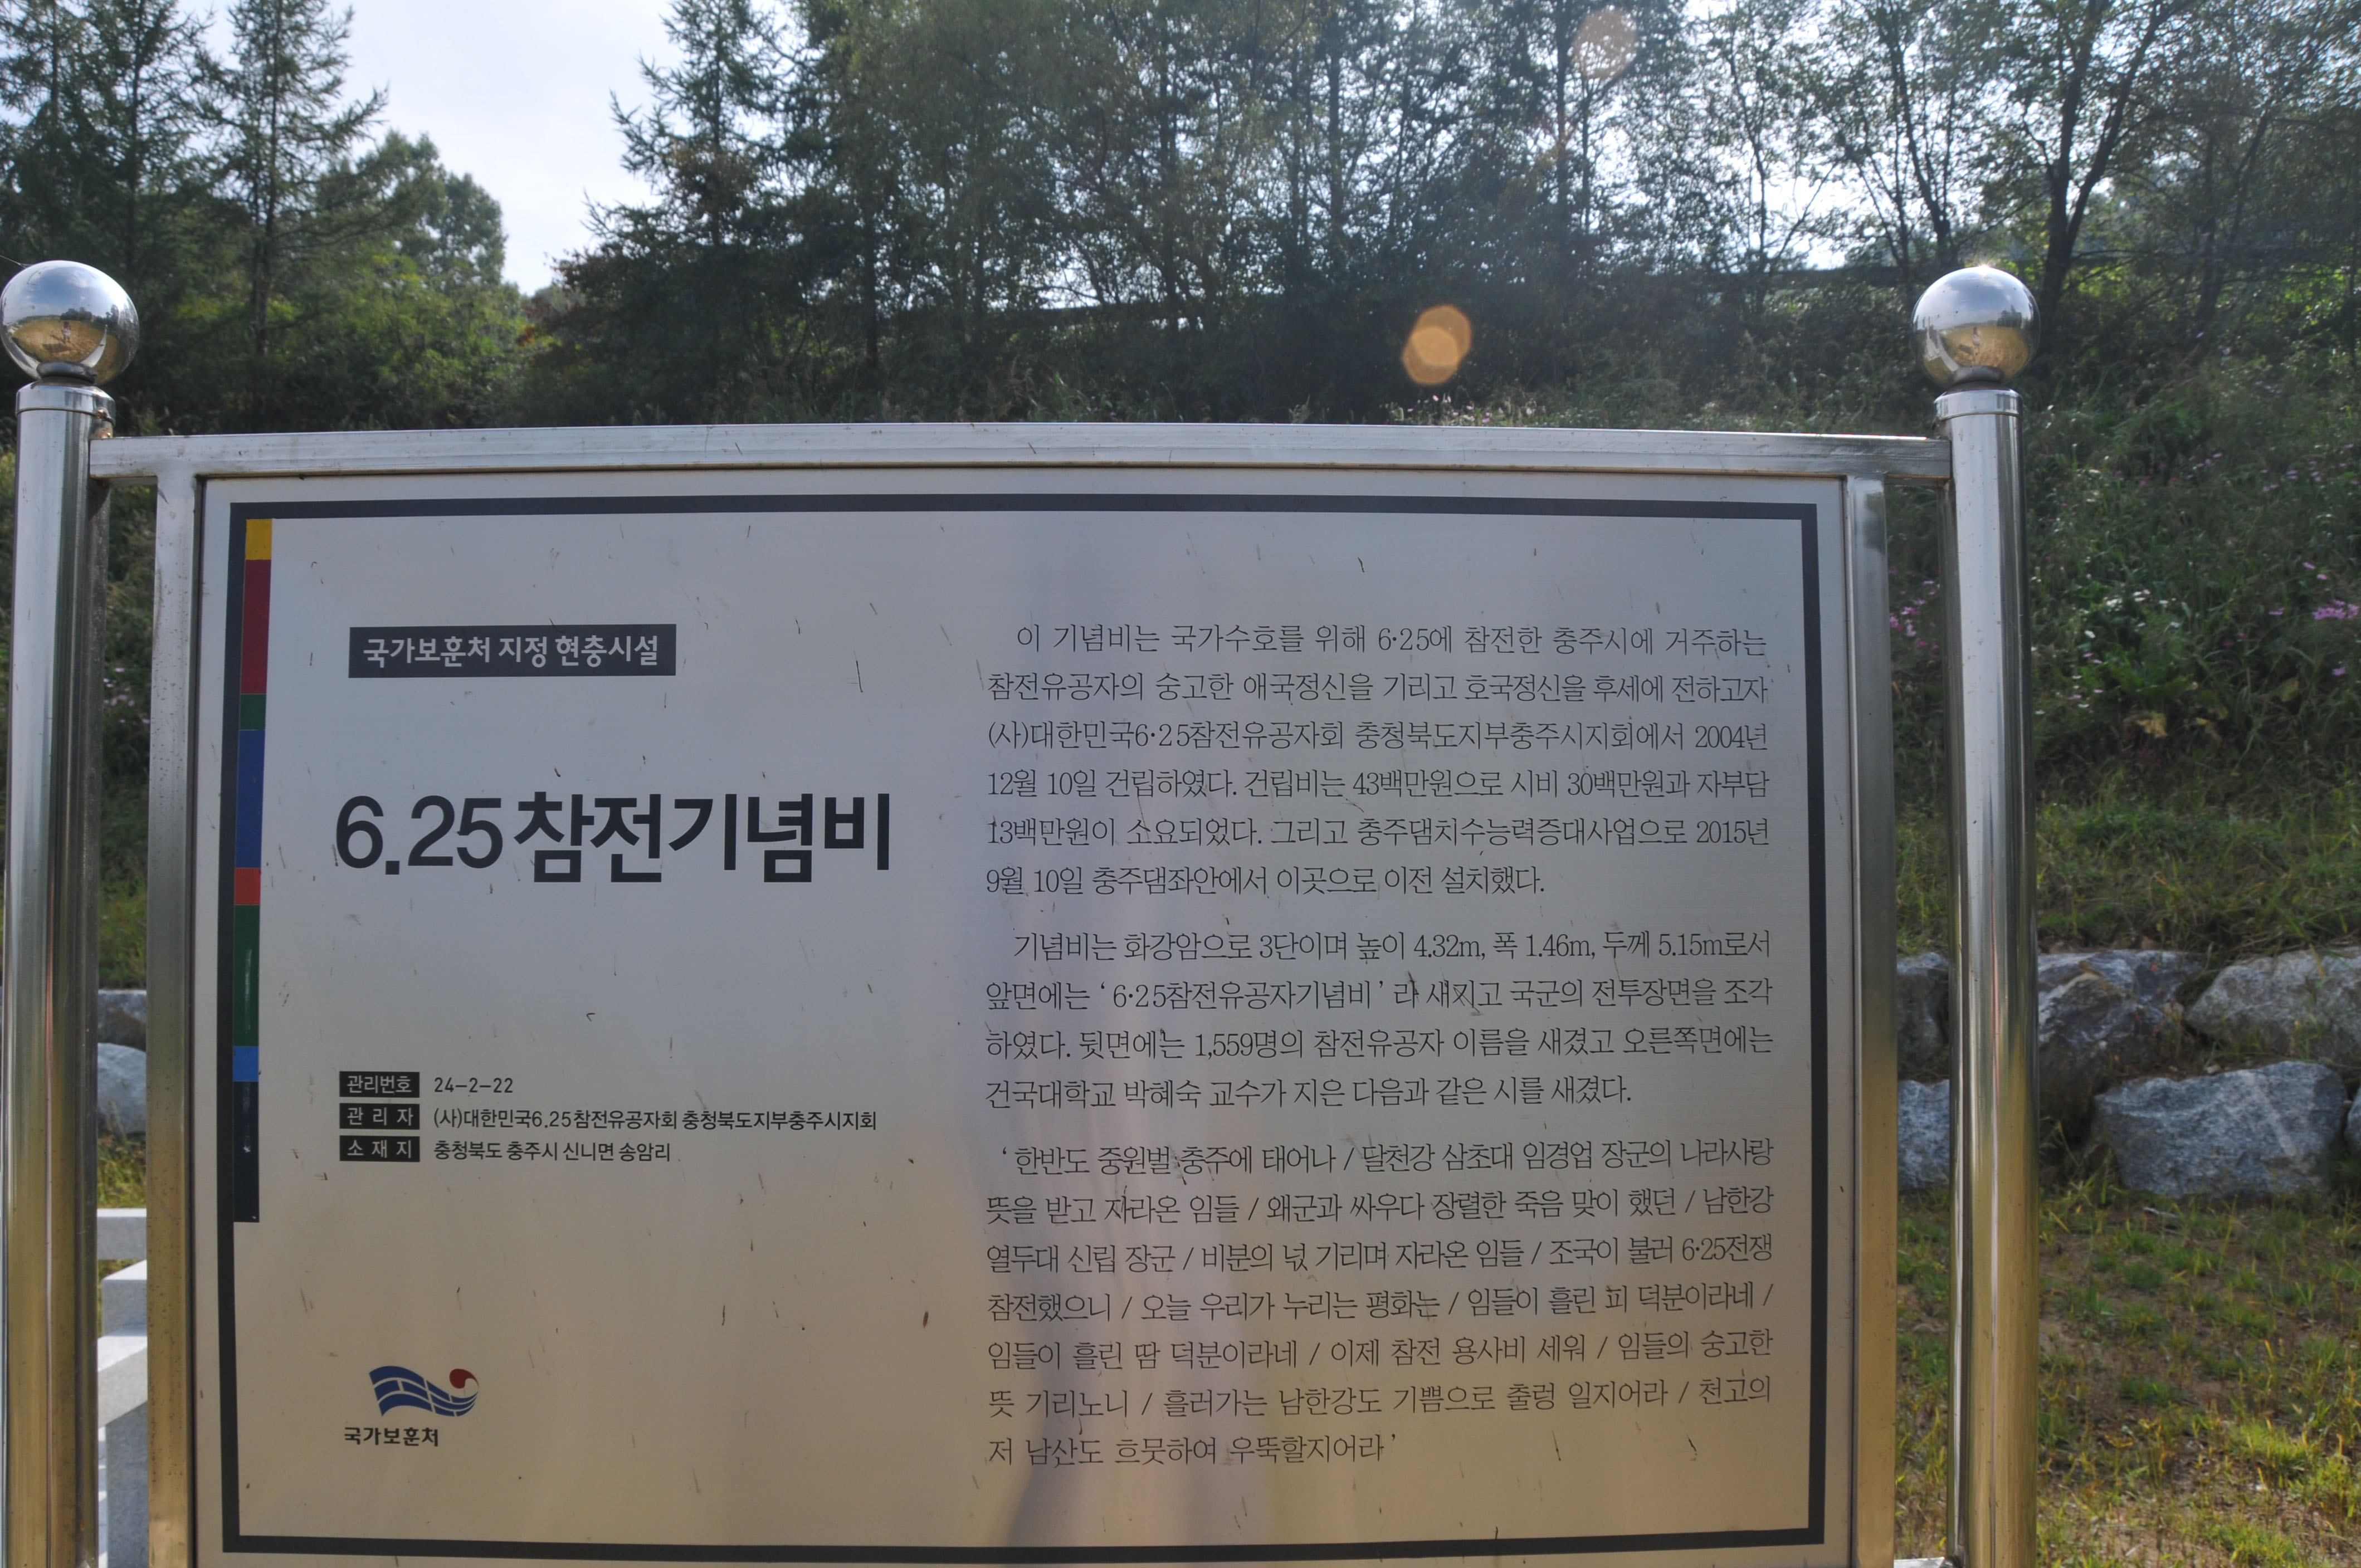 국가보훈처 지정 현충시설
6.25참전기념비
관리번호 24-2-22
관리자 (사)대한민국6.25참전유공자회 충청북도지부충주시지회
소재지 충청북도 충주시 신니면 송암리
국가보훈처
이 기념비는 국가수호를 위해 6·25에 참전한 충주시에 거주하는
참전유공자의 숭고한 애국정신을 기리고 호국정신을 후세에 전하고자
(사)대한민국6·25참전유공자회 충청북도지부충주시지회에서 2004년
12월 10일 건립하였다. 건립비는 43백만원으로 시비 30백만원과 자부담
13백만원이 소요되었다. 그리고 충주댐치수능력증대사업으로 2015년
9월 10일 충주댐좌안에서 이곳으로 이전 설치했다.
기념비는 화강암으로 3단이며 높이 4.32m, 폭 1.46m, 두께 5.15m로서
앞면에는 ‘6·25참전유공자기념비’라 새기고 국군의 전투장면을 조각
하였다. 뒷면에는 1,559명의 참전유공자 이름을 새겼고 오른쪽면에는
건국대학교 박혜숙 교수가 지은 다음과 같은 시를 새겼다.
‘한반도 중원벌 충주에 태어나 / 달천강 삼초대 임경업 장군의 나라사랑
뜻을 받고 자라온 임들 / 왜군과 싸우다 장렬한 죽음 맞이 했던 / 남한강
열두대 신립 장군 / 비분의 넋 기리며 자라온 임들 / 조국이 불러 6·25전쟁
참전했으니 / 오늘 우리가 누리는 평화는 / 임들이 흘린 피 덕분이라네 /
임들이 흘린 땀 덕분이라네 / 이제 참전 용사비 세워 / 임들의 숭고한
뜻 기리노니 / 흘러가는 남한강도 기쁨으로 출렁 일지어라 / 천고의
저 남산도 흐뭇하여 우뚝할지어라’